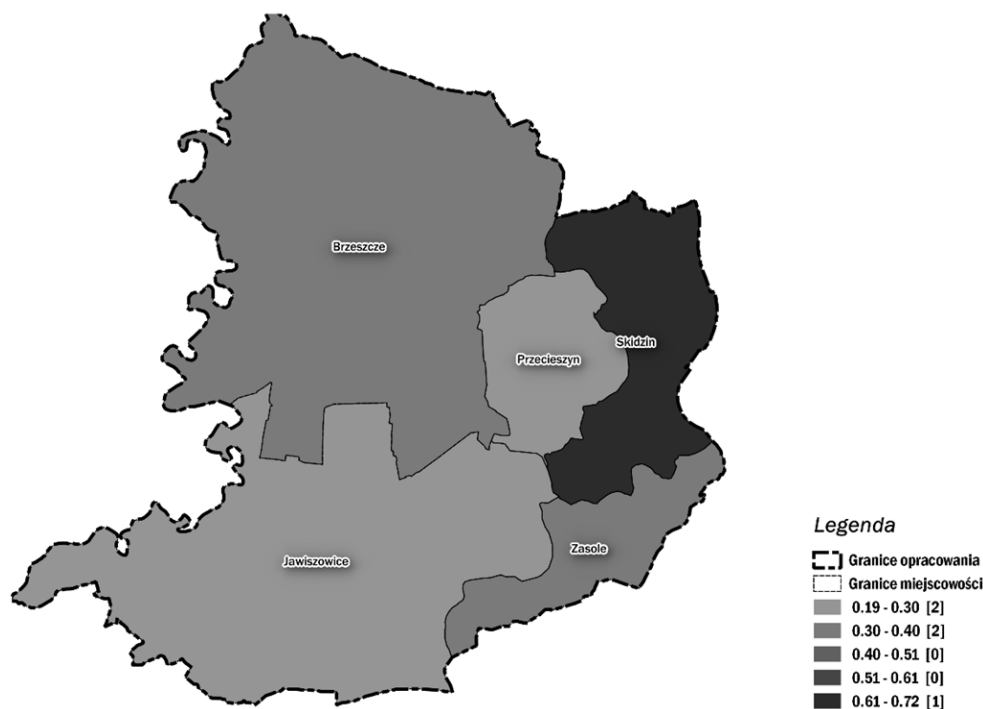 Brzeszcze
Skidzin
Przecieszyn
Zasole
Jawiszowice
Legenda
Granice opracowania
Granice miejscowości
0.19 - 0.30 [2]
0.30 - 0.40 [2]
0.40 - 0.51 [0]
0.51 - 0.61 [0]
0.61 - 0.72 [1]